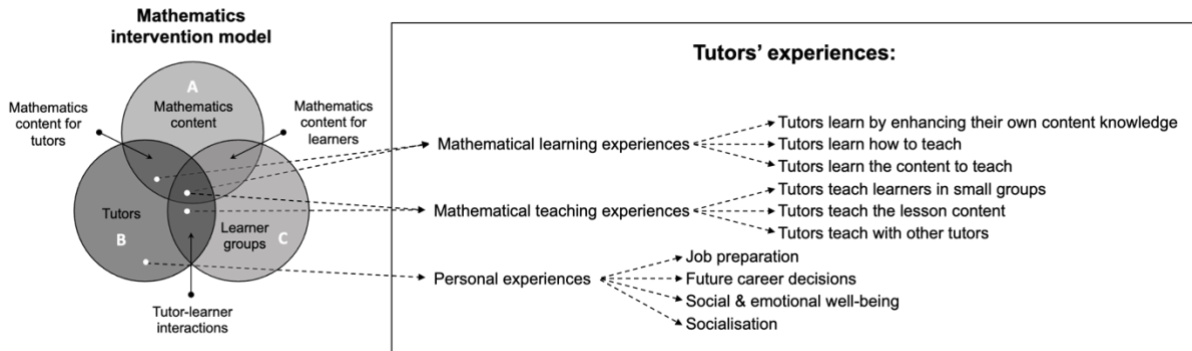 Mathematics
intervention model
A
Mathematics
content
Mathematics
content for
tutors
Mathematics
content for
learners
Tutors
B
Learner
groups
C
Tutor-learner
interactions
Tutors' experiences:
Mathematical learning experiences
Tutors learn by enhancing their own content knowledge
Tutors learn how to teach
Tutors learn the content to teach
Mathematical teaching experiences
Tutors teach learners in small groups
Tutors teach the lesson content
Tutors teach with other tutors
Personal experiences
Job preparation
Future career decisions
Social & emotional well-being
Socialisation